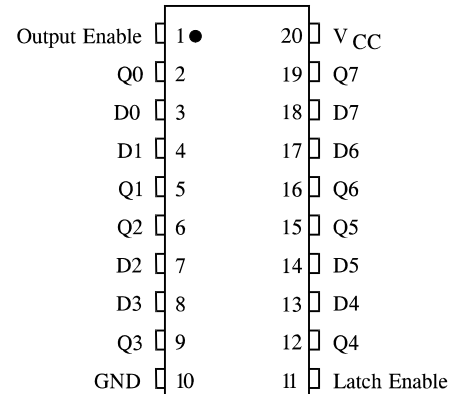 Output Enable 1 20 VCC
Q0 2 19 Q7
D0 3 18 D7
D1 4 17 D6
Q1 5 16 Q6
Q2 6 15 Q5
D2 7 14 D5
D3 8 13 D4
Q3 9 12 Q4
GND 10 11 Latch Enable